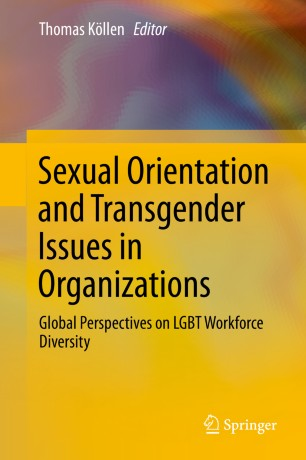 Thomas Köllen Editor
Sexual Orientation
and Transgender
Issues in
Organizations
Global Perspectives on LGBT Workforce
Diversity
Springer